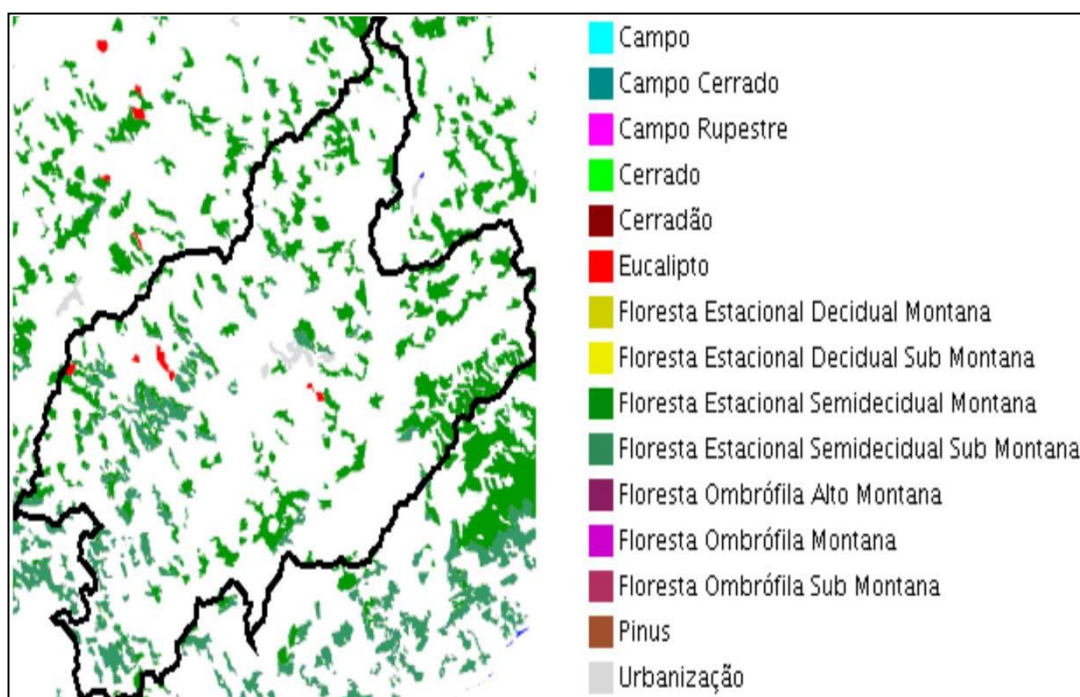 Campo
Campo Cerrado
Campo Rupestre
Cerrado
Cerradão
Eucalipto
Floresta Estacional Decidual Montana
Floresta Estacional Decidual Sub Montana
Floresta Estacional Semidecidual Montana
Floresta Estacional Semidecidual Sub Montana
Floresta Ombrófila Alto Montana
Floresta Ombrófila Montana
Floresta Ombrófila Sub Montana
Pinus
Urbanização